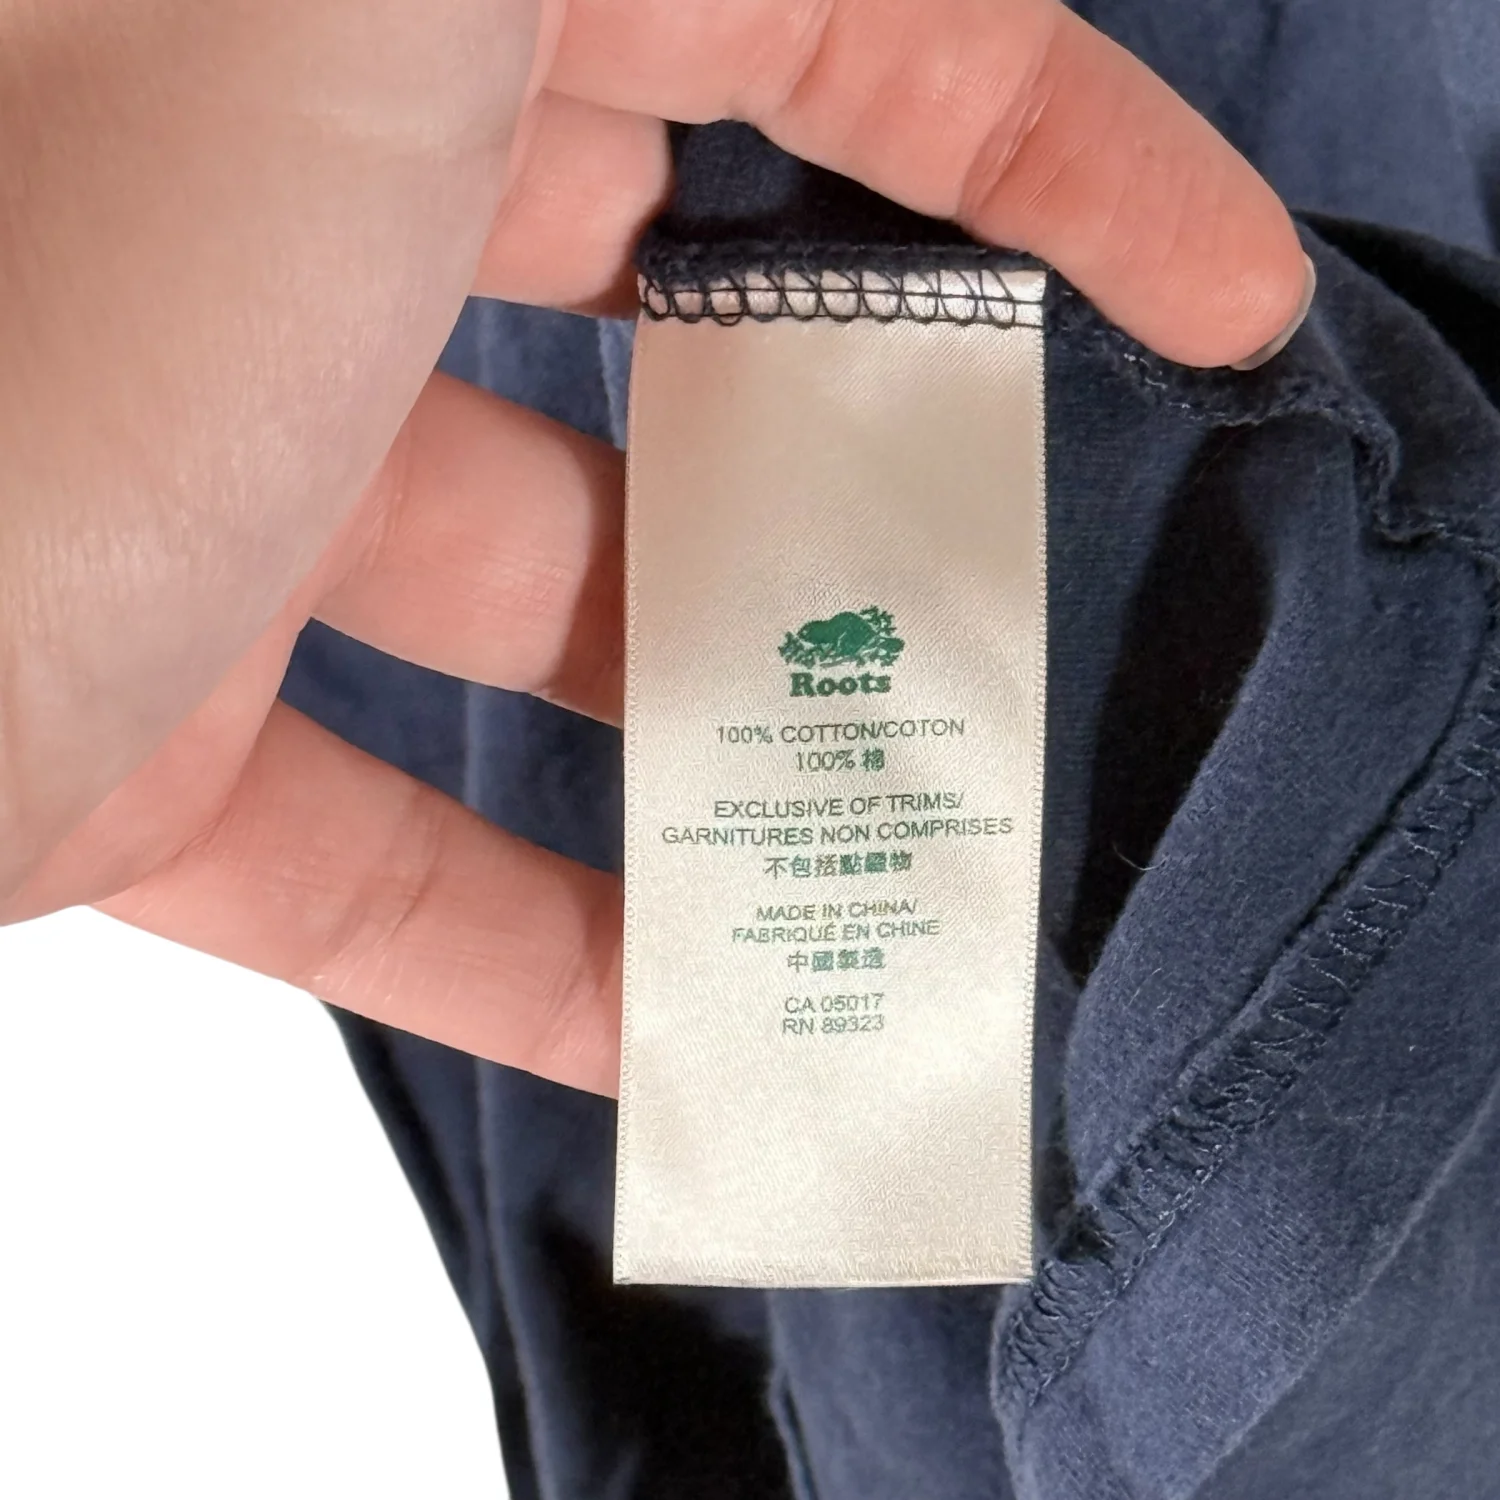 Roots
100% COTTON/COTON
100% 棉
EXCLUSIVE OF TRIMS/
GARNITURES NON COMPRISES
不包括點綴物
MADE IN CHINA/
FABRIQUÉ EN CHINE
中國製造
CA 05017
RN 89323